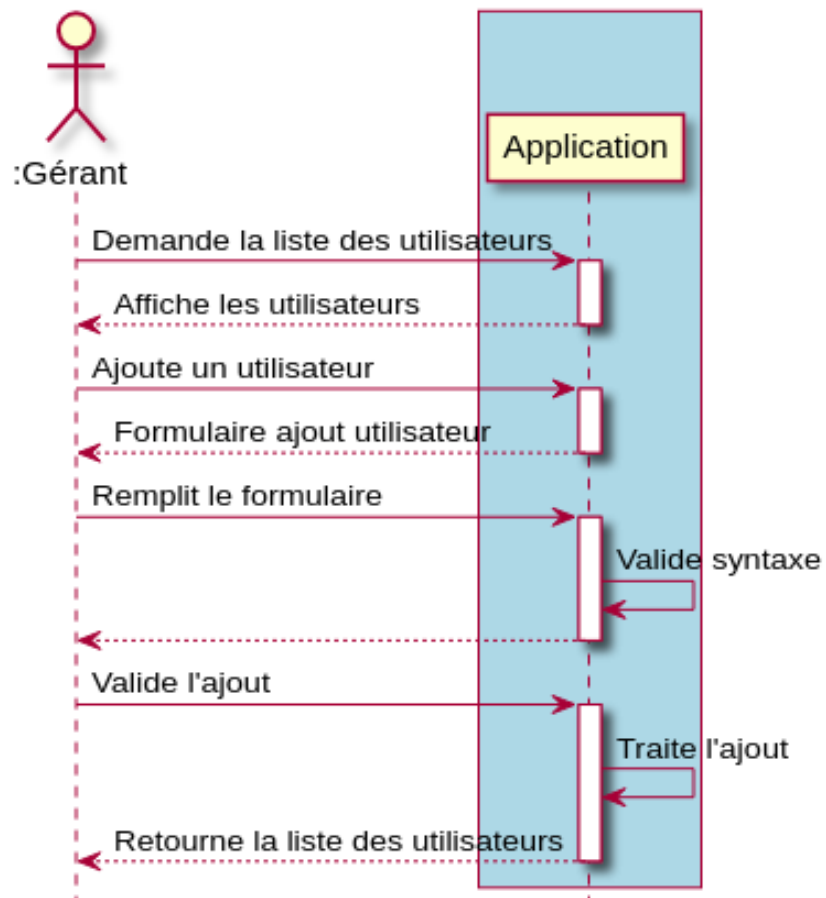 :Gérant
Application
Demande la liste des utilisateurs
Affiche les utilisateurs
Ajoute un utilisateur
Formulaire ajout utilisateur
Remplit le formulaire
Valide syntaxe
Valide l'ajout
Traite l'ajout
Retourne la liste des utilisateurs